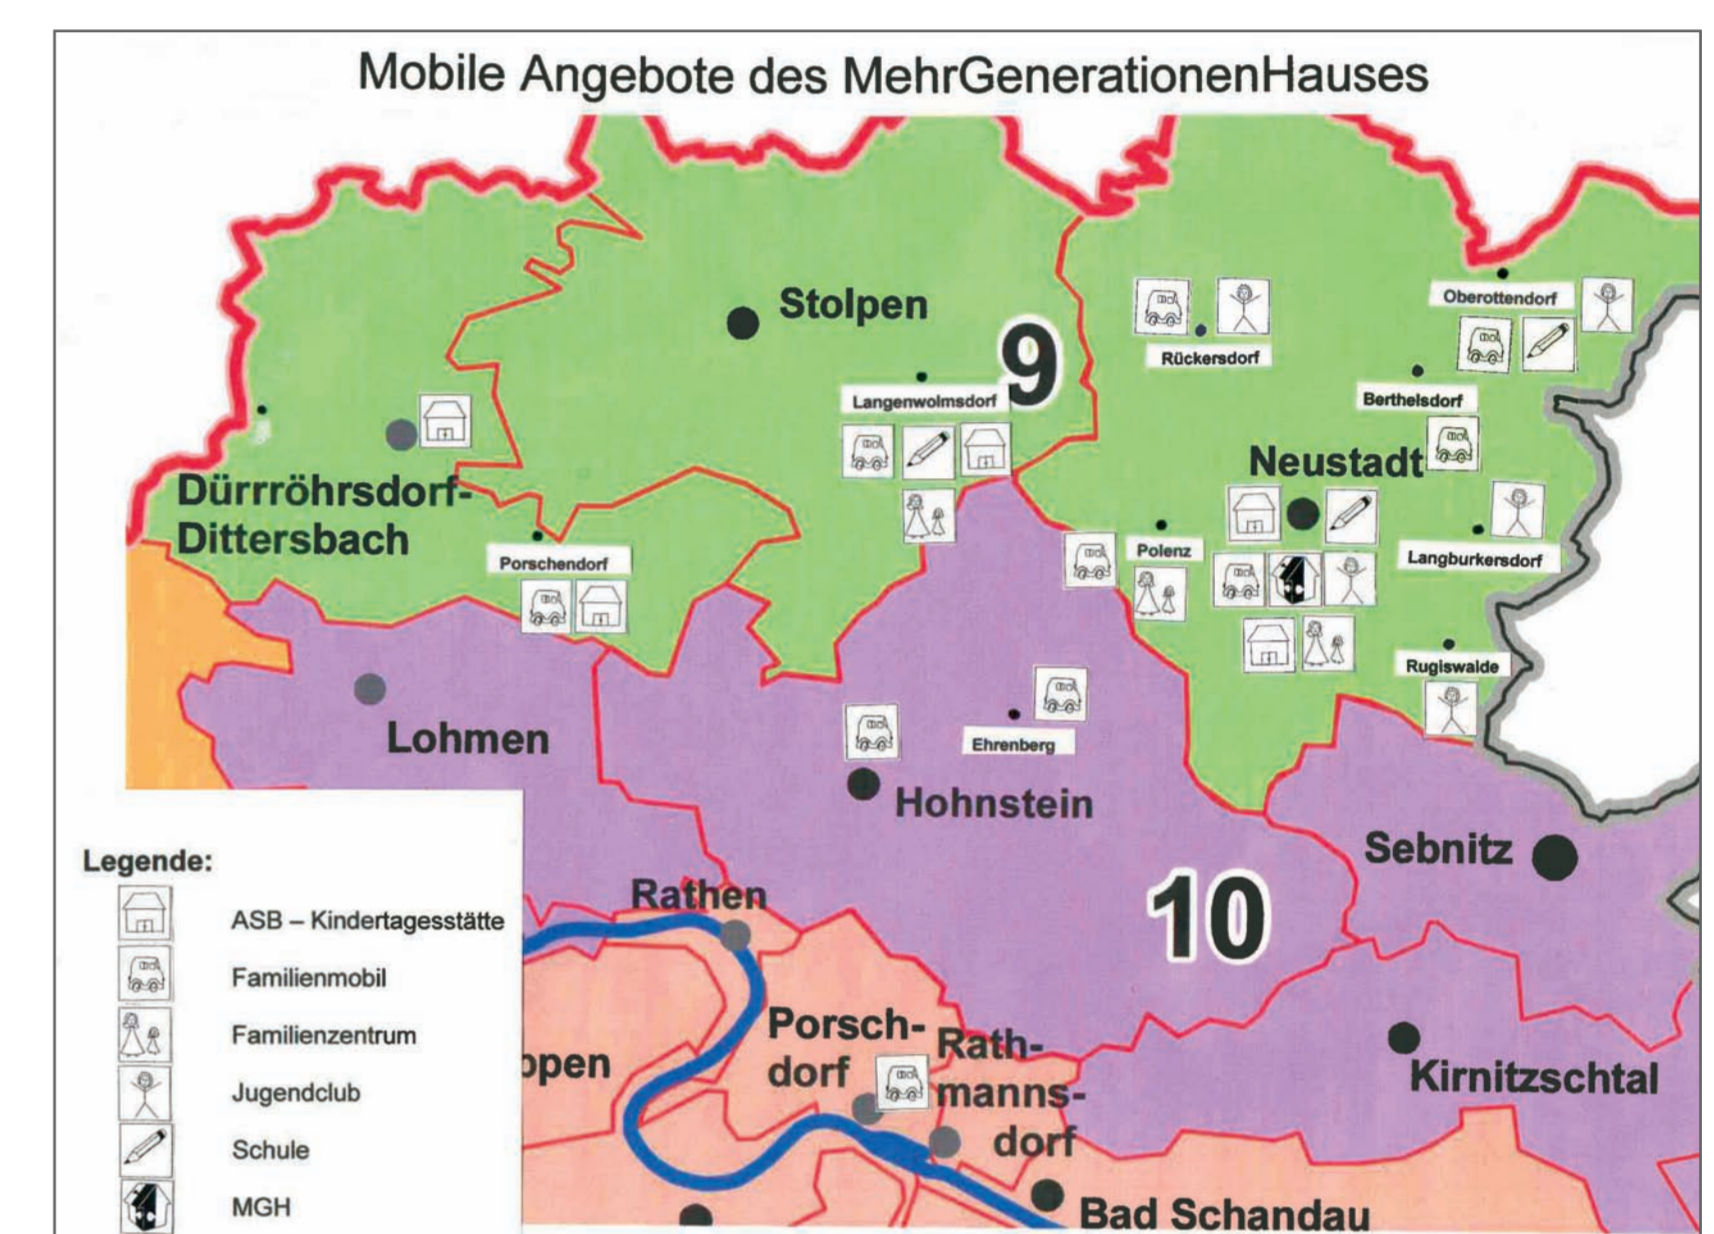 Mobile Angebote des MehrGenerationenHauses
Stolpen
9
Oberottendorf
Rückersdorf
Langenwolmsdorf
Berthelsdorf
Neustadt
Dürrröhrsdorf-
Dittersbach
Porschendorf
Polenz
Langburkersdorf
Rugiswalde
Lohmen
Ehrenberg
Hohnstein
Sebnitz
10
Rathen
Porsch-
dorf
Rath-
manns-
dorf
ppen
Kirnitzschtal
Bad Schandau
Legende:
ASB – Kindertagesstätte
Familienmobil
Familienzentrum
Jugendclub
Schule
MGH